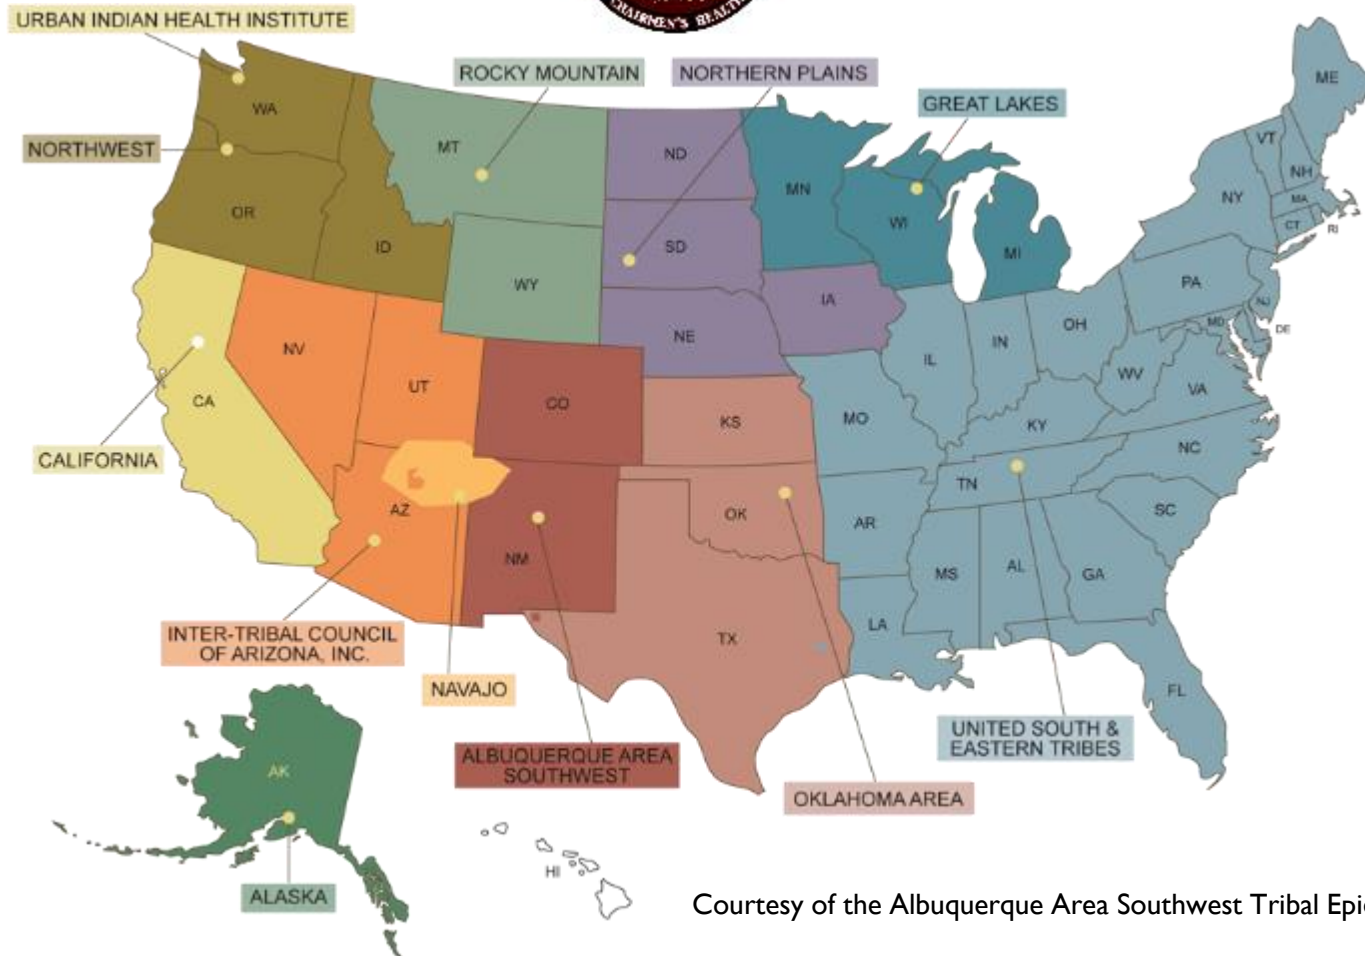 CHAIRMEN'S HEALTH
URBAN INDIAN HEALTH INSTITUTE
ROCKY MOUNTAIN
NORTHERN PLAINS
GREAT LAKES
NORTHWEST
WA
MT
ND
MN
ME
VT
NH
NY
MA
CT
RI
OR
ID
WY
SD
WI
MI
PA
NJ
MD
DE
NV
UT
CO
NE
IA
IL
IN
OH
WV
VA
CA
CALIFORNIA
KS
MO
KY
NC
AZ
NM
OK
AR
TN
SC
MS
AL
GA
TX
LA
FL
INTER-TRIBAL COUNCIL
OF ARIZONA, INC.
NAVAJO
ALBUQUERQUE AREA
SOUTHWEST
UNITED SOUTH &
EASTERN TRIBES
OKLAHOMA AREA
AK
ALASKA
HI
Courtesy of the Albuquerque Area Southwest Tribal